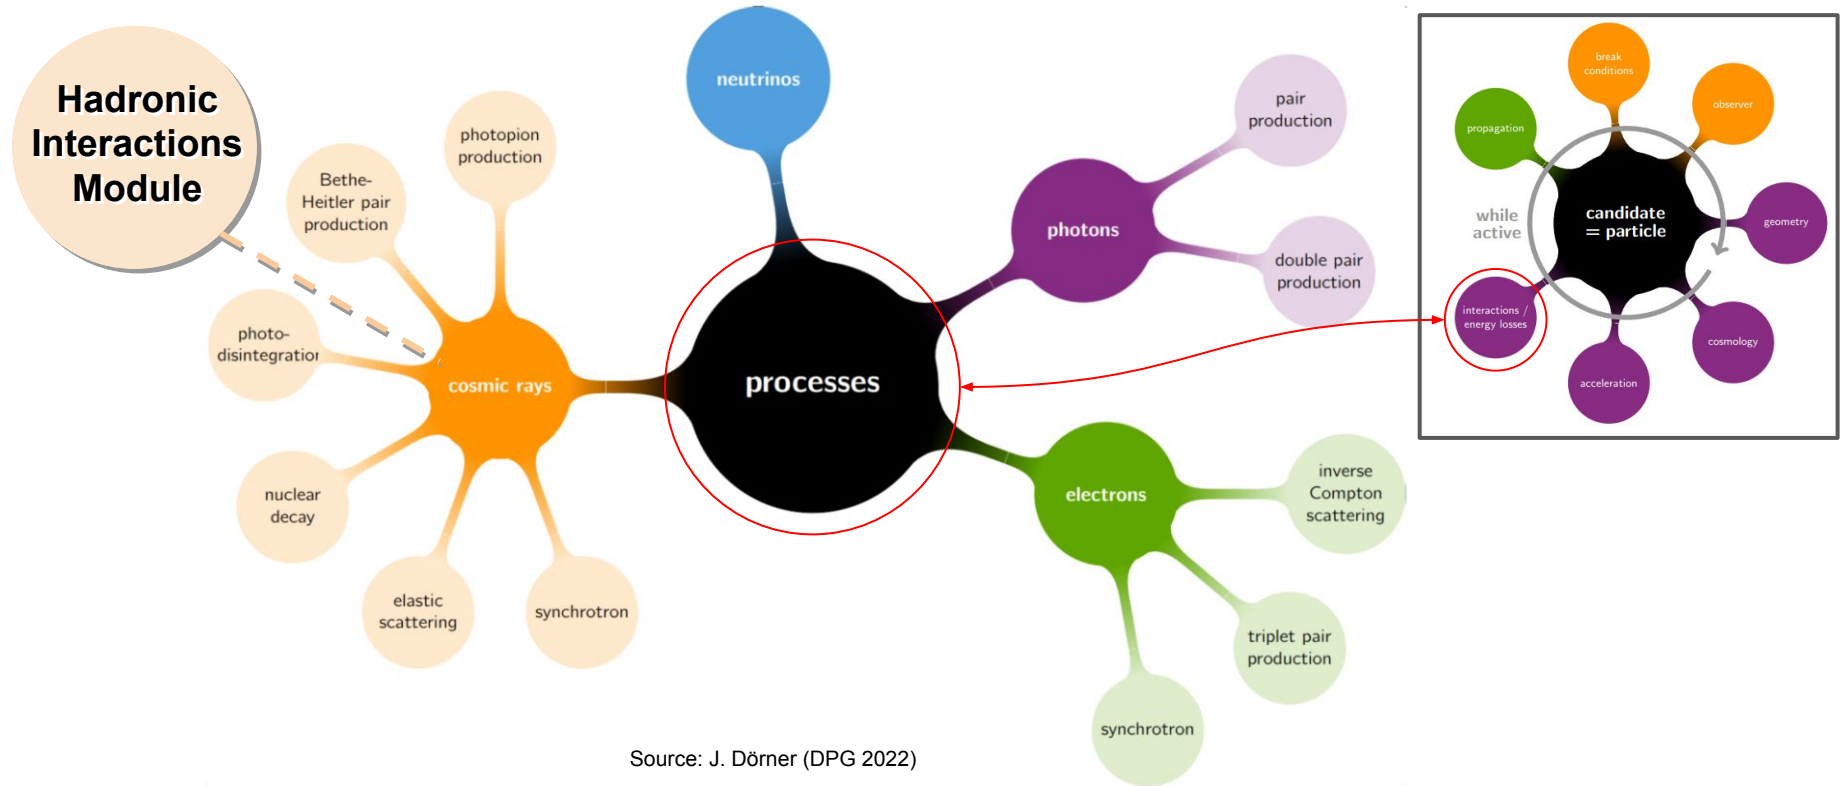 Hadronic
Interactions
Module
photopion
production
Bethe-
Heitler pair
production
photo-
disintegration
nuclear
decay
elastic
scattering
synchrotron
cosmic rays
neutrinos
processes
photons
pair
production
double pair
production
electrons
inverse
Compton
scattering
triplet pair
production
synchrotron
Source: J. Dörner (DPG 2022)
break
conditions
observer
propagation
while
active
candidate
= particle
geometry
interactions /
energy losses
cosmology
acceleration